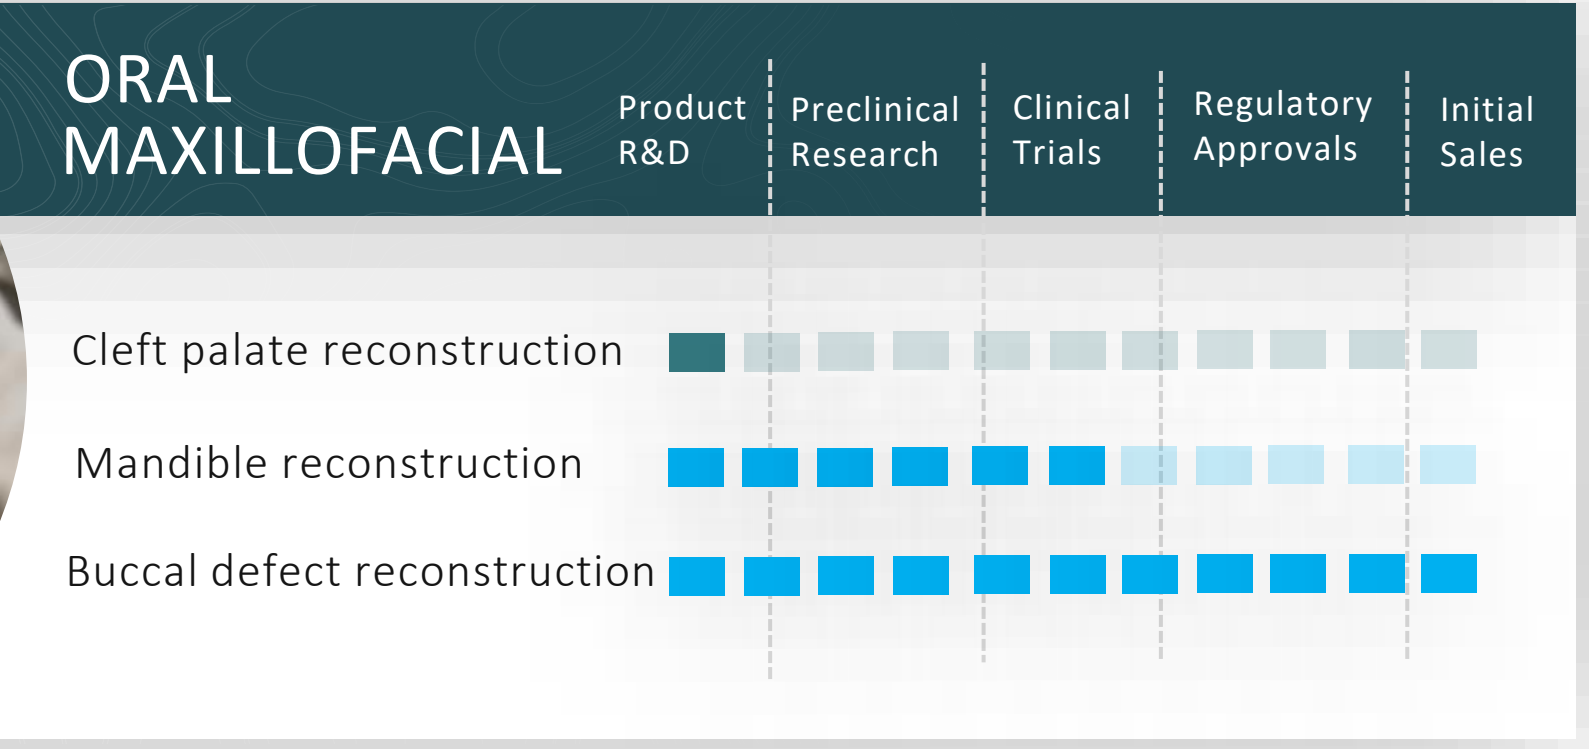 ORAL
MAXILLOFACIAL
Product
R&D
Preclinical
Research
Clinical
Trials
Regulatory
Approvals
Initial
Sales
Cleft palate reconstruction
Mandible reconstruction
Buccal defect reconstruction